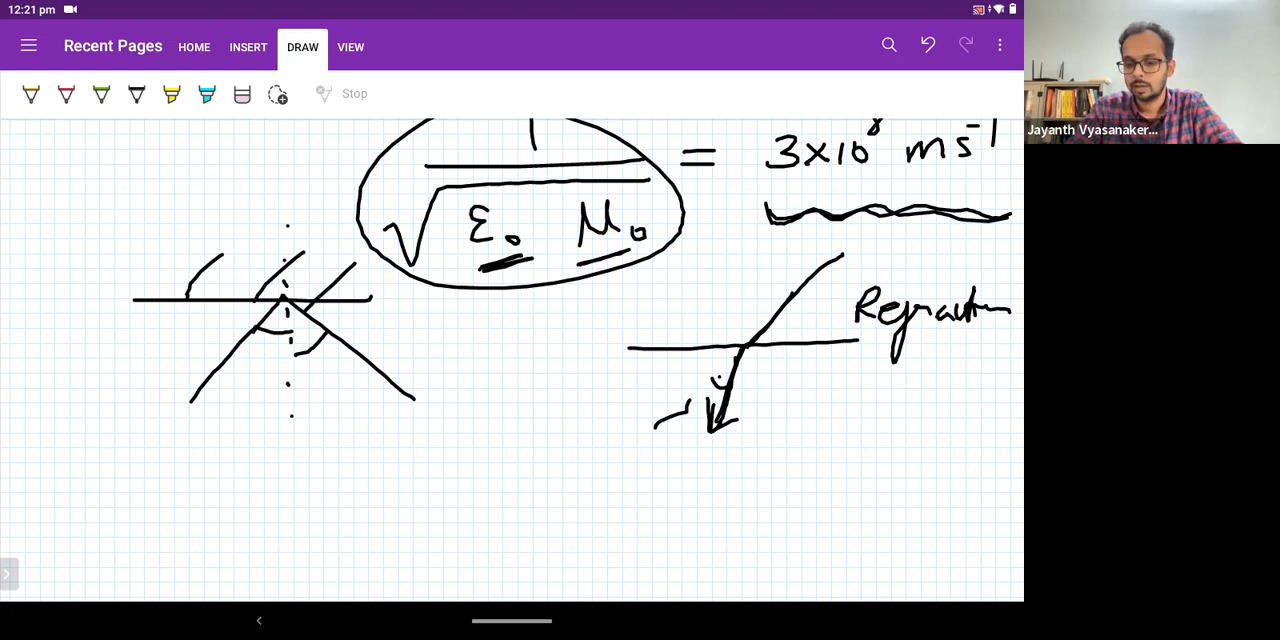 12:21 pm
Recent Pages HOME INSERT DRAW VIEW
Stop
1 / √ε₀ μ₀ = 3×10⁸ ms⁻¹
Refraction
Jayanth Vyasanaker...